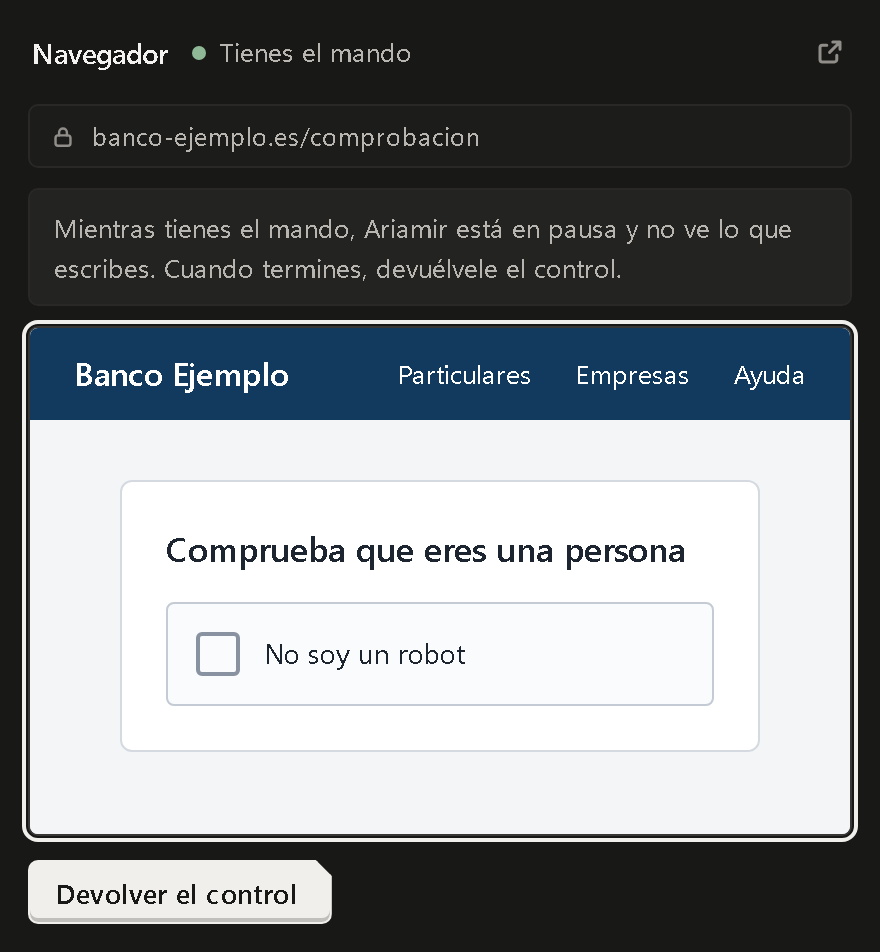 Navegador Tienes el mando
banco-ejemplo.es/comprobacion
Mientras tienes el mando, Ariamir está en pausa y no ve lo que
escribes. Cuando termines, devuélvele el control.
Banco Ejemplo Particulares Empresas Ayuda
Comprueba que eres una persona
No soy un robot
Devolver el control